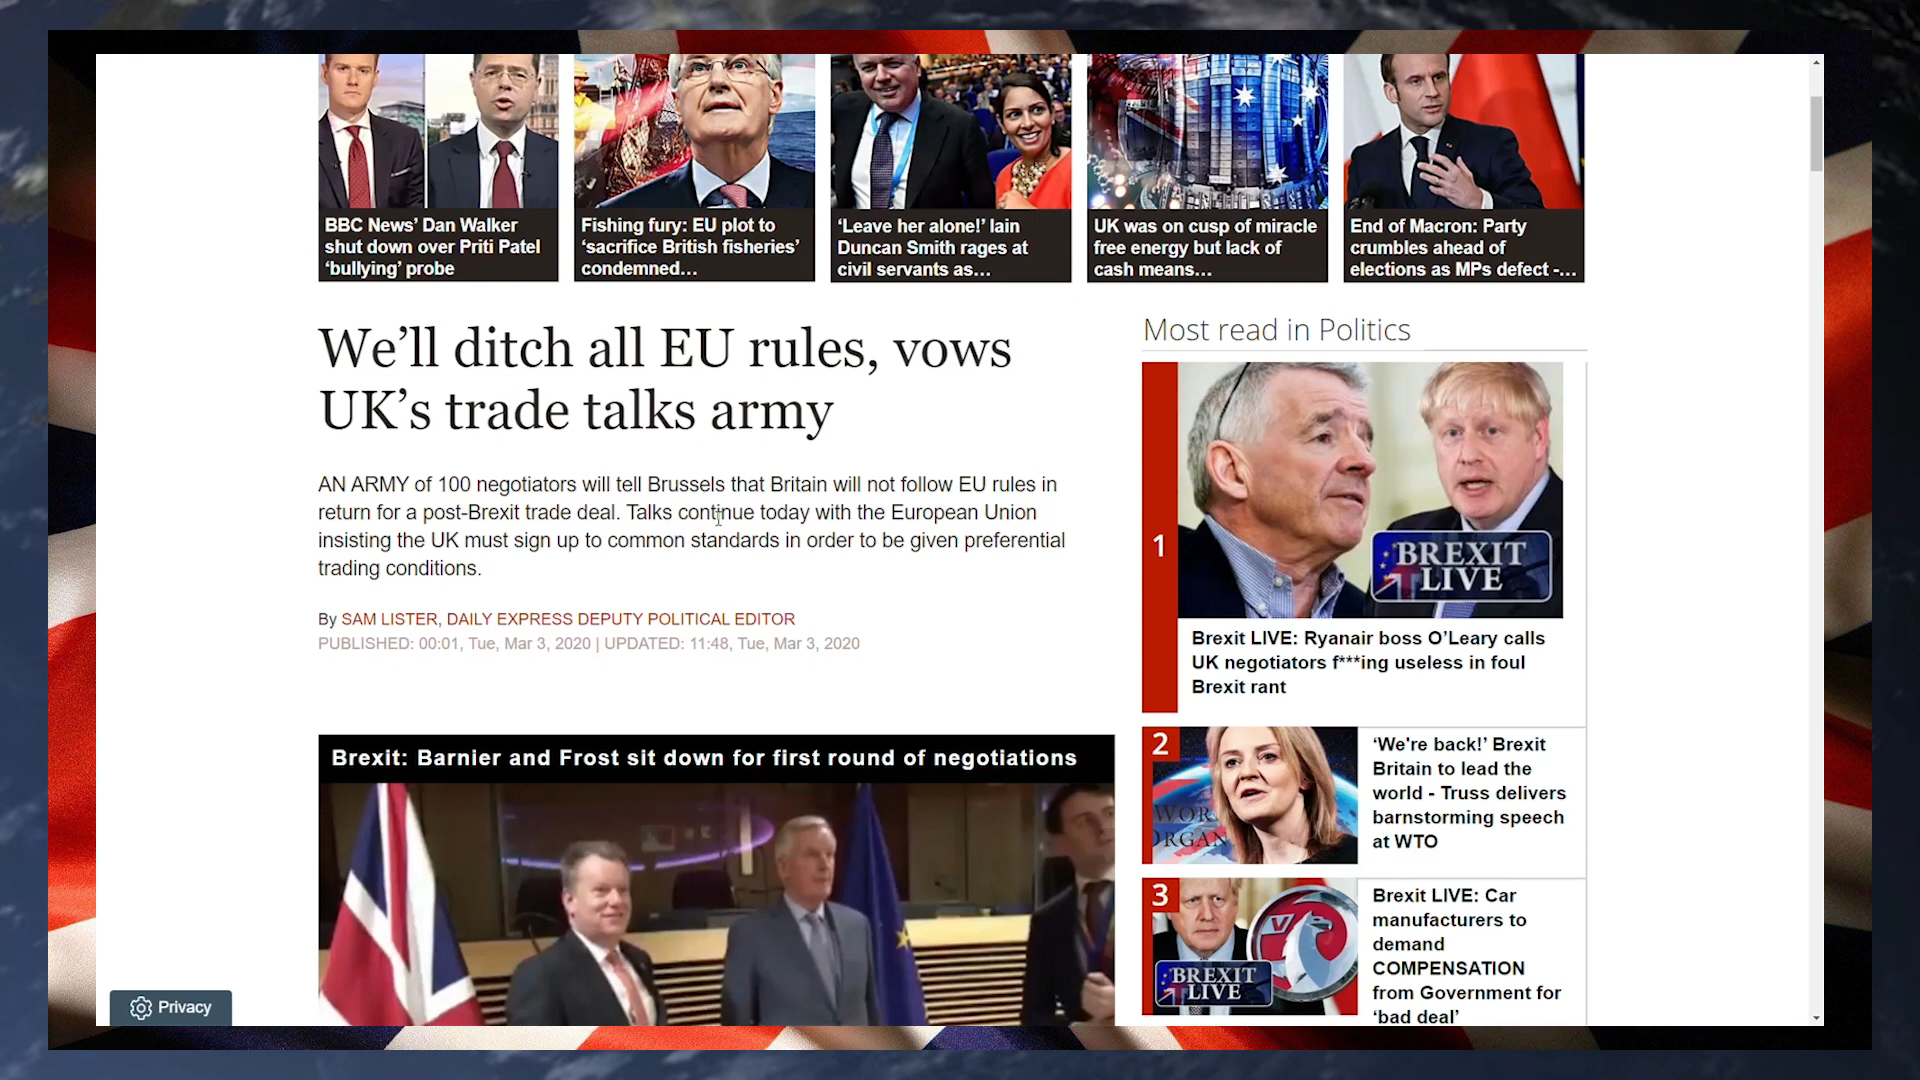 BBC News’ Dan Walker
shut down over Priti Patel
‘bullying’ probe
Fishing fury: EU plot to
‘sacrifice British fisheries’
condemned...
‘Leave her alone!’ Iain
Duncan Smith rages at
civil servants as...
UK was on cusp of miracle
free energy but lack of
cash means...
End of Macron: Party
crumbles ahead of
elections as MPs defect -...
We’ll ditch all EU rules, vows
UK’s trade talks army
AN ARMY of 100 negotiators will tell Brussels that Britain will not follow EU rules in
return for a post-Brexit trade deal. Talks continue today with the European Union
insisting the UK must sign up to common standards in order to be given preferential
trading conditions.
By SAM LISTER, DAILY EXPRESS DEPUTY POLITICAL EDITOR
PUBLISHED: 00:01, Tue, Mar 3, 2020 | UPDATED: 11:48, Tue, Mar 3, 2020
Brexit: Barnier and Frost sit down for first round of negotiations
Most read in Politics
1
BREXIT
LIVE
Brexit LIVE: Ryanair boss O’Leary calls
UK negotiators f***ing useless in foul
Brexit rant
2
WOR
ORGAN
‘We're back!’ Brexit
Britain to lead the
world - Truss delivers
barnstorming speech
at WTO
3
BREXIT
LIVE
V
Brexit LIVE: Car
manufacturers to
demand
COMPENSATION
from Government for
‘bad deal’
Privacy